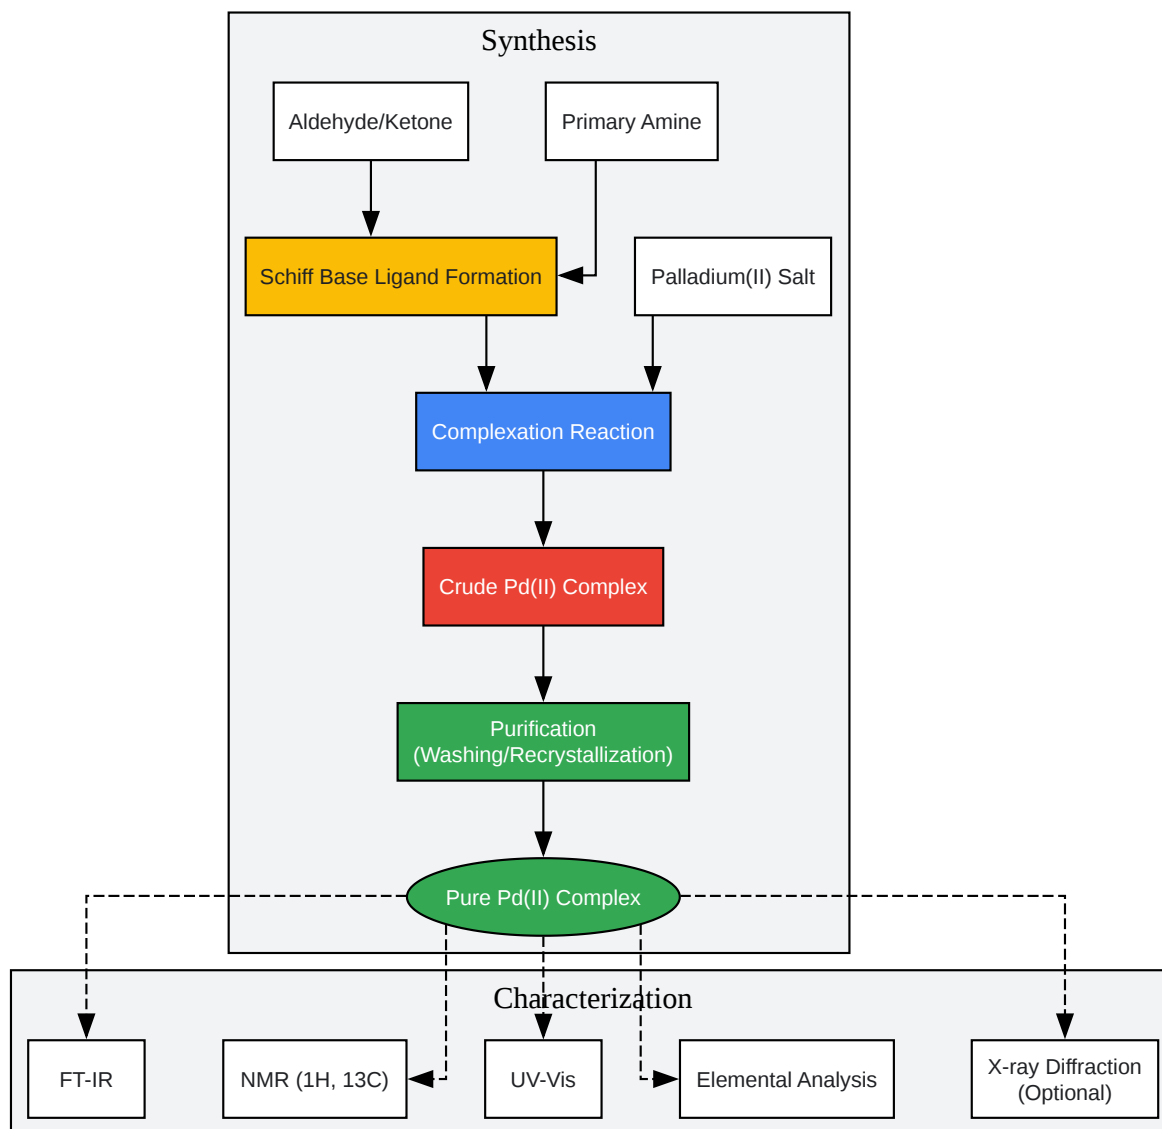 Synthesis
Aldehyde/Ketone
Primary Amine
Schiff Base Ligand Formation
Palladium(II) Salt
Complexation Reaction
Crude Pd(II) Complex
Purification
(Washing/Recrystallization)
Pure Pd(II) Complex
Characterization
FT-IR
NMR (1H, 13C)
UV-Vis
Elemental Analysis
X-ray Diffraction
(Optional)